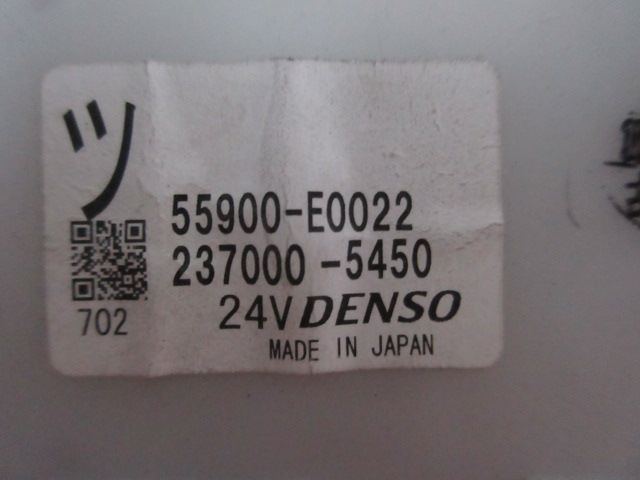 ツ
55900-E0022
237000-5450
702
24V DENSO
MADE IN JAPAN